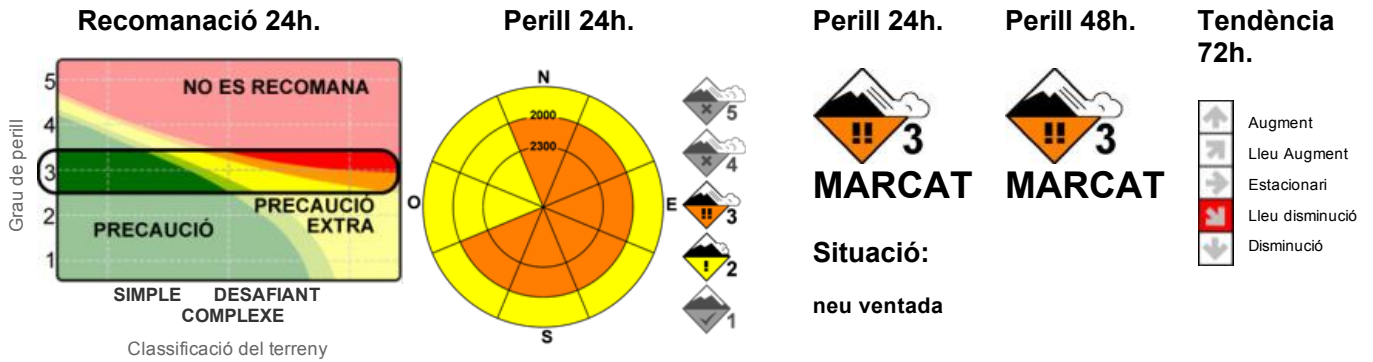 Recomanació 24h.
Perill 24h.
Perill 24h.
Perill 48h.
Tendència
72h.
Grau de perill
5
4
3
2
1
NO ES RECOMANA
PRECAUCIÓ
PRECAUCIÓ
EXTRA
SIMPLE DESAFIANT
COMPLEXE
Classificació del terreny
N
2000
2300
O
E
S
5
4
!! 3
! 2
1
!! 3
MARCAT
Situació:
neu ventada
!! 3
MARCAT
Augment
Lleu Augment
Estacionari
Lleu disminució
Disminució